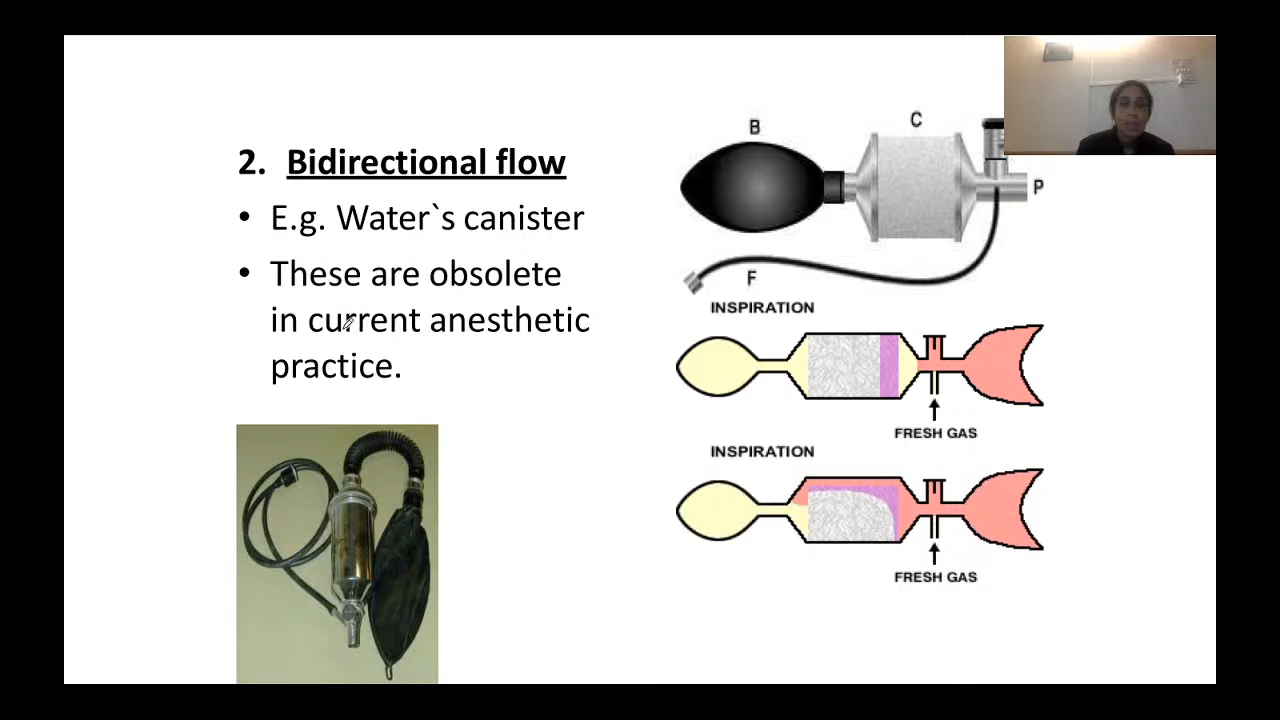 2. Bidirectional flow
• E.g. Water`s canister
• These are obsolete
in current anesthetic
practice.
B
C
P
F
INSPIRATION
FRESH GAS
INSPIRATION
FRESH GAS